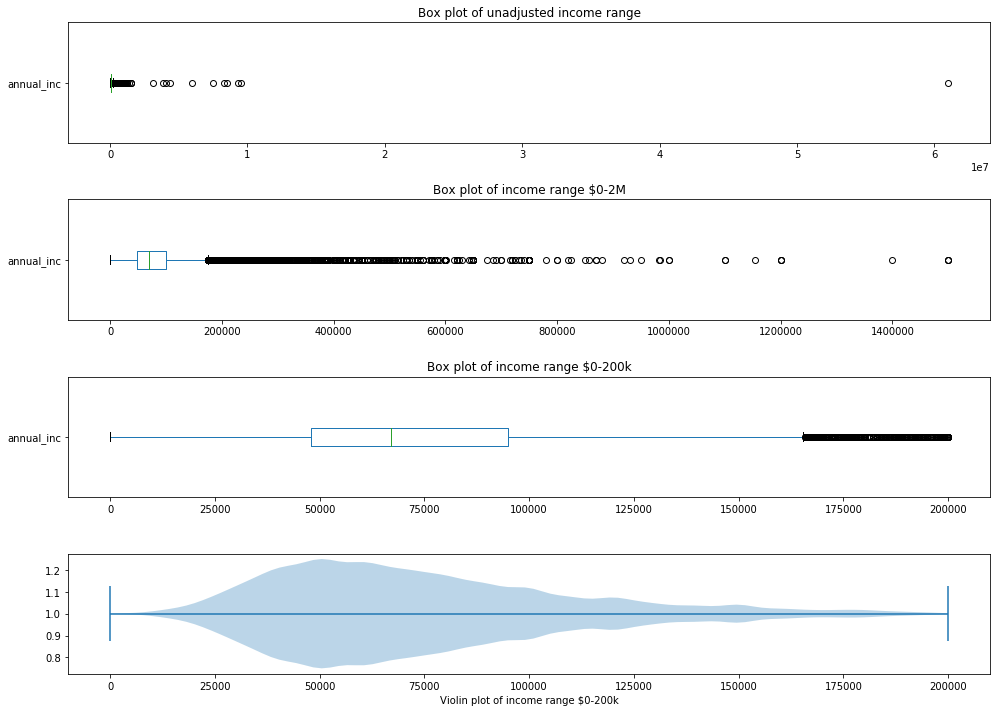 Box plot of unadjusted income range
annual_inc
0 1 2 3 4 5 6
1e7
Box plot of income range $0-2M
annual_inc
0 200000 400000 600000 800000 1000000 1200000 1400000
Box plot of income range $0-200k
annual_inc
0 25000 50000 75000 100000 125000 150000 175000 200000
1.2
1.1
1.0
0.9
0.8
0 25000 50000 75000 100000 125000 150000 175000 200000
Violin plot of income range $0-200k